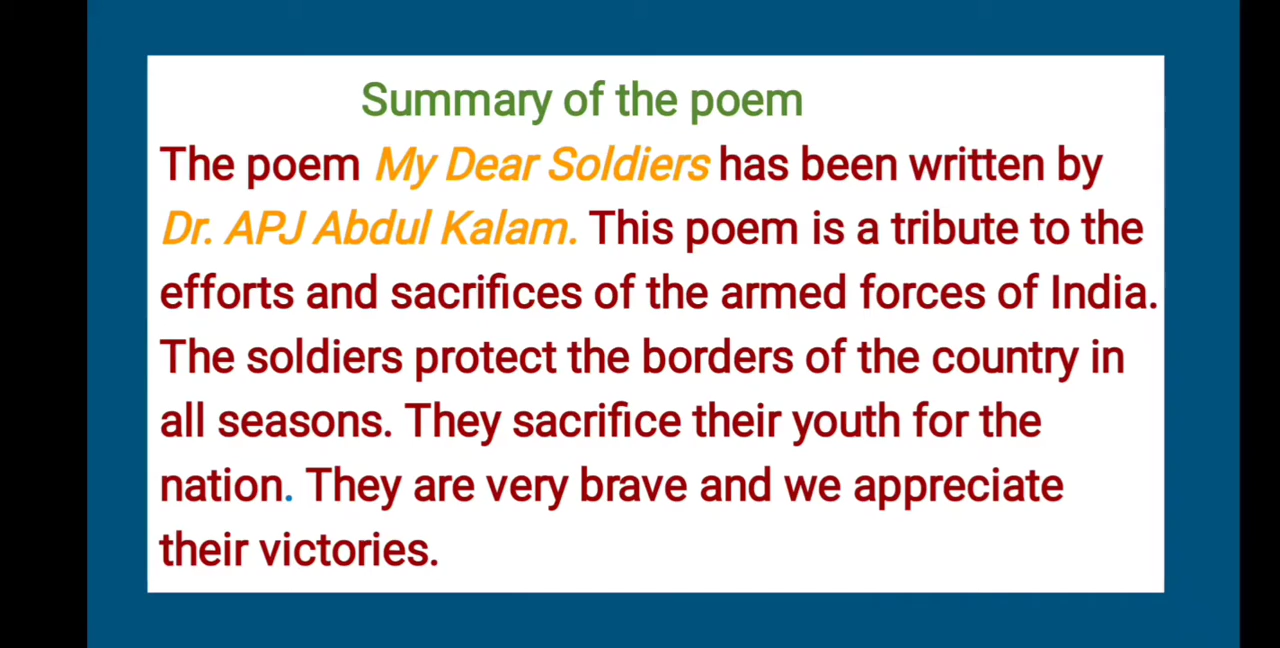 Summary of the poem
The poem My Dear Soldiers has been written by
Dr. APJ Abdul Kalam. This poem is a tribute to the
efforts and sacrifices of the armed forces of India.
The soldiers protect the borders of the country in
all seasons. They sacrifice their youth for the
nation. They are very brave and we appreciate
their victories.